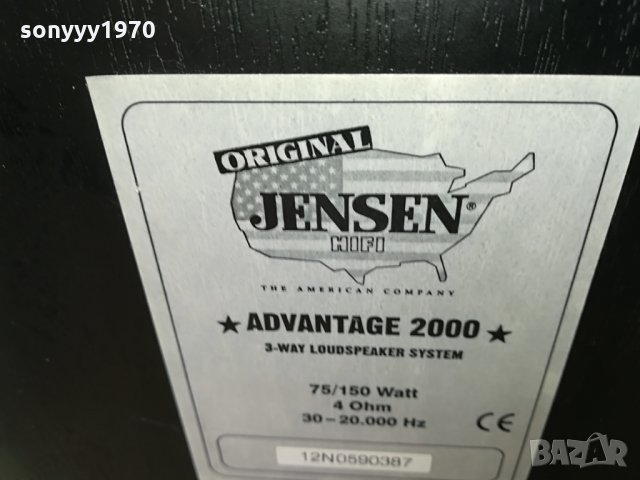 sonyyy1970
ORIGINAL
JENSEN®
HIFI
THE AMERICAN COMPANY
★ ADVANTAGE 2000 ★
3-WAY LOUDSPEAKER SYSTEM
75/150 Watt
4 Ohm
30-20.000 Hz
CE
12N0590387
BAZAR